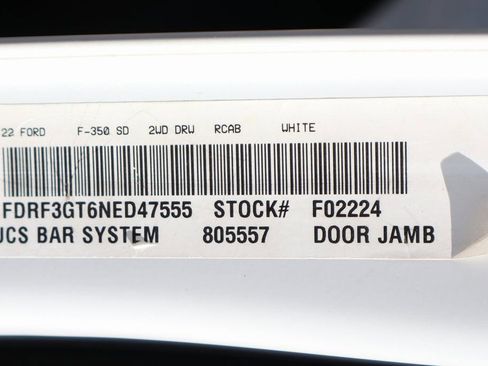 22 FORD F-350 SD 2WD DRW RCAB WHITE
FDRF3GT6NED47555 STOCK# F02224
UCS BAR SYSTEM 805557 DOOR JAMB